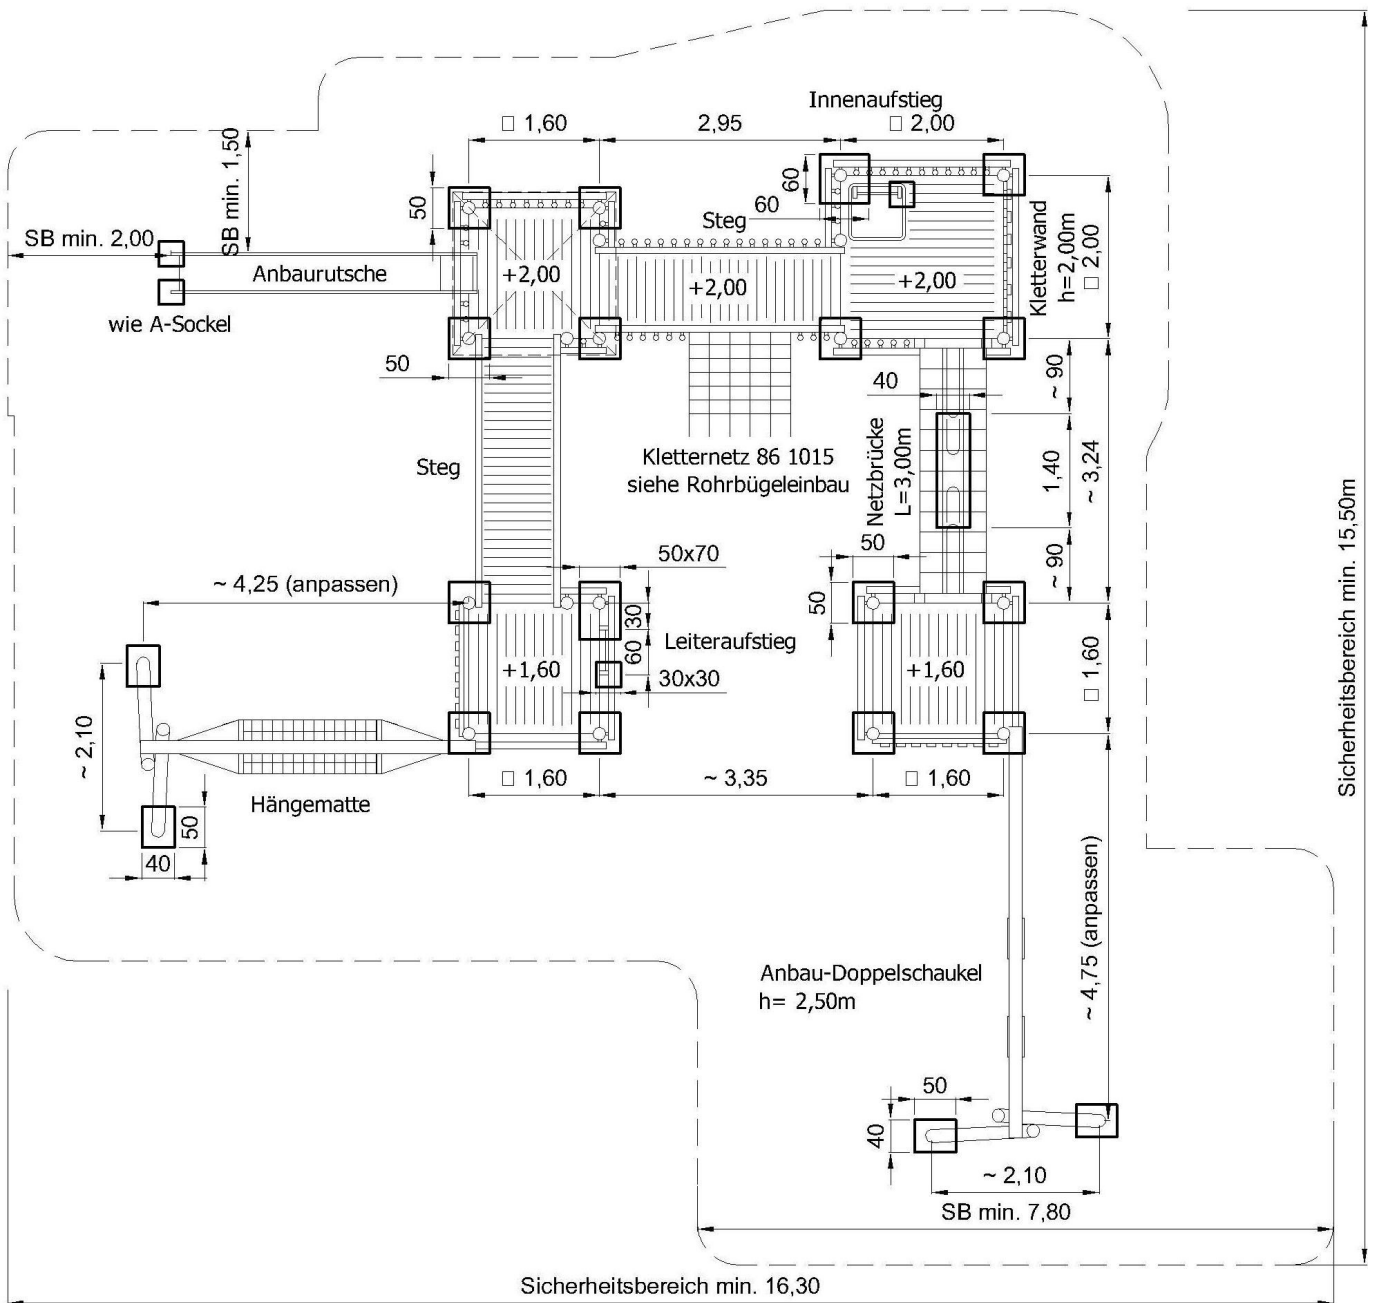 Innenaufstieg
□ 1,60
2,95
□ 2,00
SB min. 1,50
50
60
60
Steg
Kletterwand
h=2,00m
□ 2,00
SB min. 2,00
Anbaurutsche
+2,00
+2,00
+2,00
wie A-Sockel
50
40
~ 90
Steg
Kletternetz 86 1015
siehe Rohrbügeleinbau
Netzbrücke
L=3,00m
1,40
~ 3,24
50x70
50
~ 90
~ 4,25 (anpassen)
50
30
Leiteraufstieg
60
30x30
+1,60
+1,60
□ 1,60
~ 2,10
□ 1,60
~ 3,35
□ 1,60
Hängematte
50
40
Sicherheitsbereich min. 15,50m
~ 4,75 (anpassen)
Anbau-Doppelschaukel
h= 2,50m
50
40
~ 2,10
SB min. 7,80
Sicherheitsbereich min. 16,30